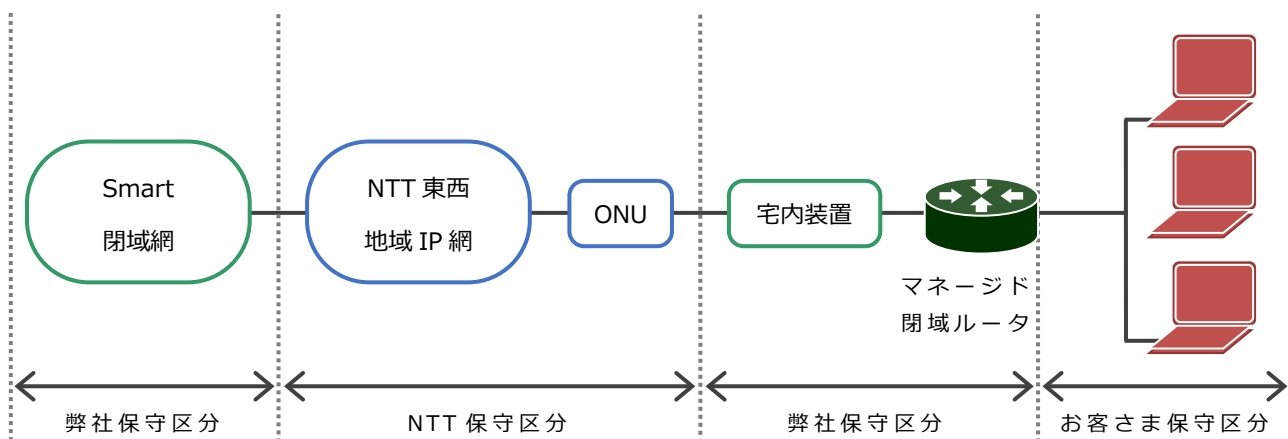 Smart
閉域網
NTT 東西
地域 IP 網
ONU
宅内装置
マネージド
閉域ルータ
弊社保守区分
NTT 保守区分
弊社保守区分
お客さま保守区分